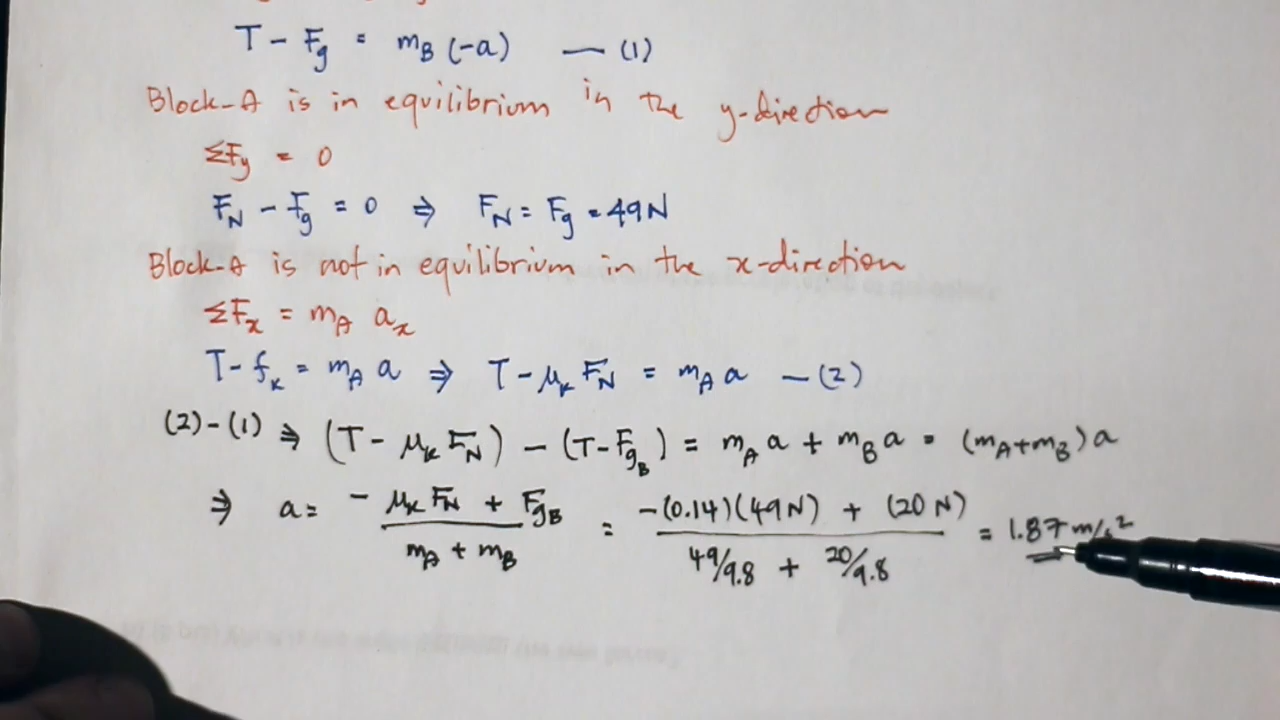 T - Fg = mB (-a) — (1)
Block-A is in equilibrium in the y-direction
ΣFy = 0
FN - Fg = 0 ⇒ FN = Fg = 49N
Block-A is not in equilibrium in the x-direction
ΣFx = mA ax
T - fk = mA a ⇒ T - μk FN = mA a — (2)
(2)-(1) ⇒ (T - μk FN) - (T - FgB) = mA a + mB a = (mA + mB) a
⇒ a = (- μk FN + FgB) / (mA + mB) = (-(0.14)(49N) + (20 N)) / (49/9.8 + 20/9.8) = 1.87 m/s²